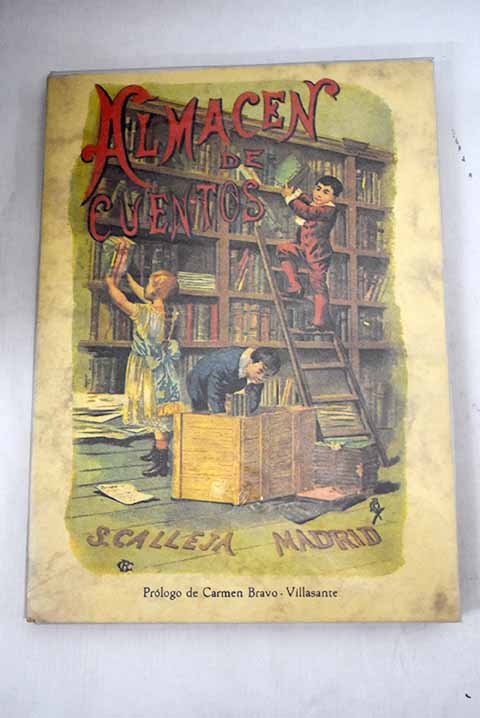 ALMACEN
DE
CUENTOS
S. CALLEJA MADRID
Prólogo de Carmen Bravo - Villasante